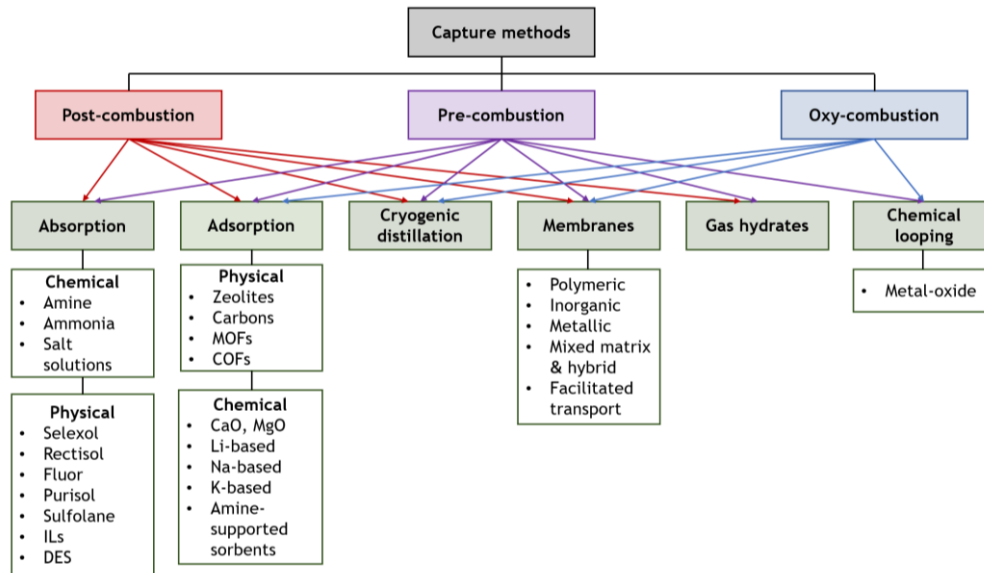 Capture methods
Post-combustion
Pre-combustion
Oxy-combustion
Absorption
Adsorption
Cryogenic
distillation
Membranes
Gas hydrates
Chemical
looping
Chemical
• Amine
• Ammonia
• Salt
solutions
Physical
• Selexol
• Rectisol
• Fluor
• Purisol
• Sulfolane
• ILs
• DES
Physical
• Zeolites
• Carbons
• MOFs
• COFs
Chemical
• CaO, MgO
• Li-based
• Na-based
• K-based
• Amine-
supported
sorbents
• Polymeric
• Inorganic
• Metallic
• Mixed matrix
& hybrid
• Facilitated
transport
• Metal-oxide